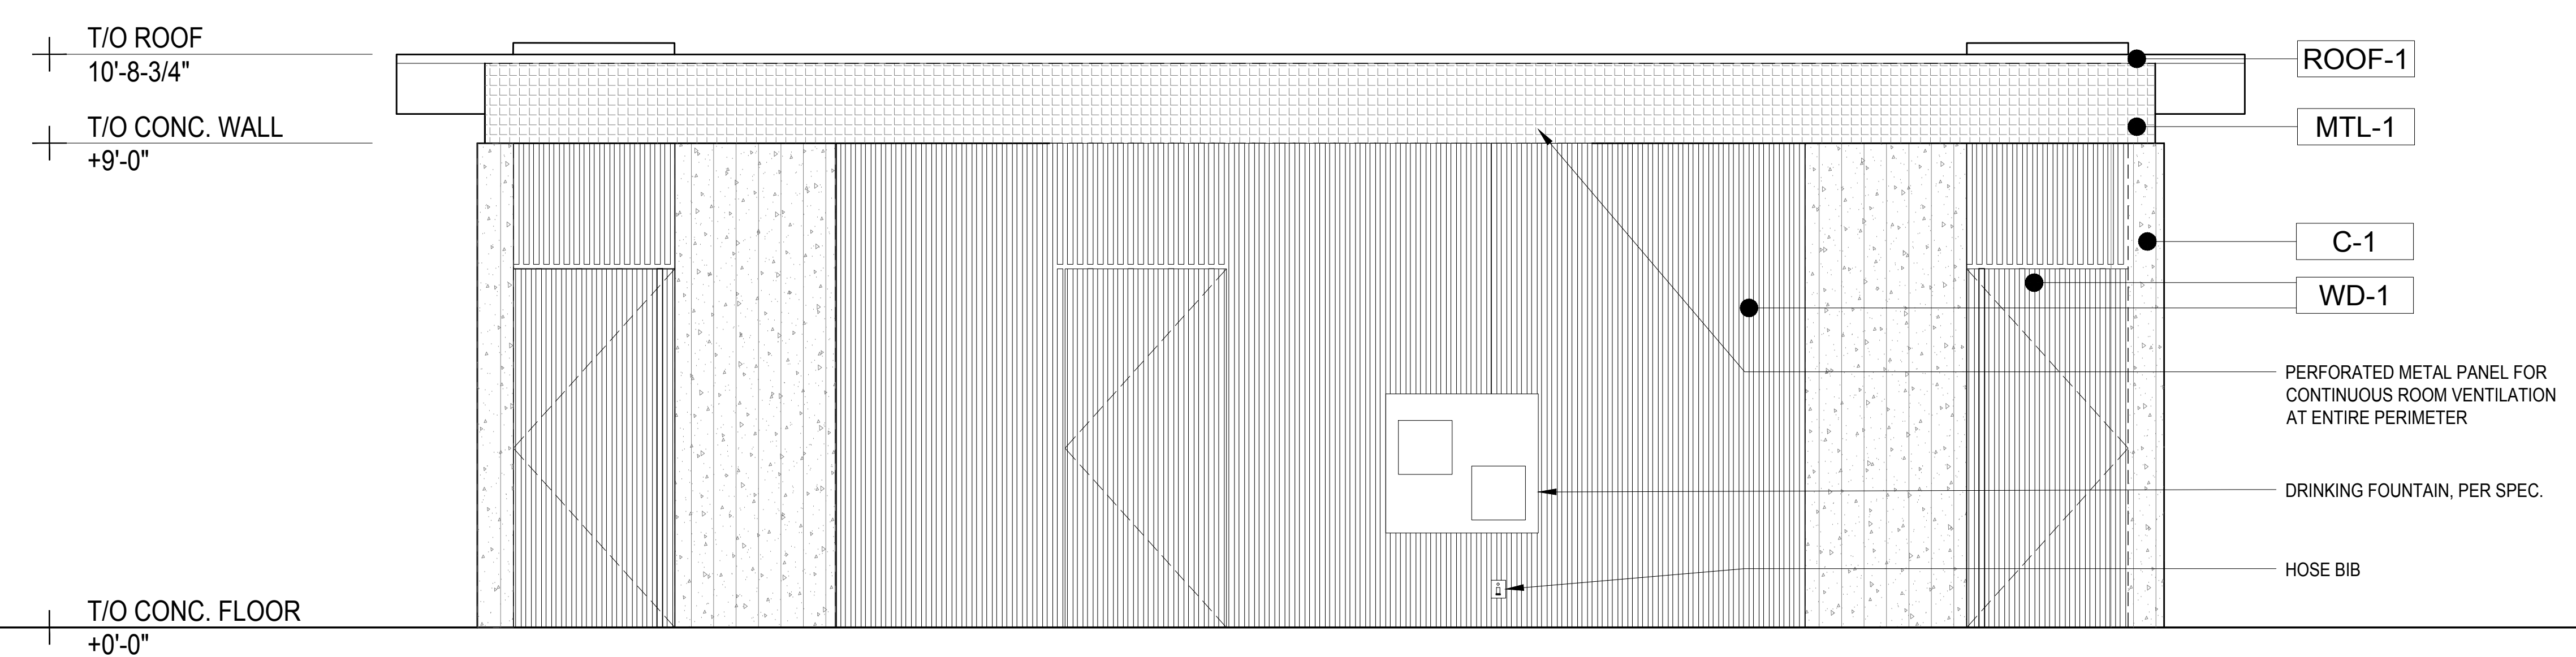 T/O ROOF
10'-8-3/4"
T/O CONC. WALL
+9'-0"
T/O CONC. FLOOR
+0'-0"
ROOF-1
MTL-1
C-1
WD-1
PERFORATED METAL PANEL FOR
CONTINUOUS ROOM VENTILATION
AT ENTIRE PERIMETER
DRINKING FOUNTAIN, PER SPEC.
HOSE BIB